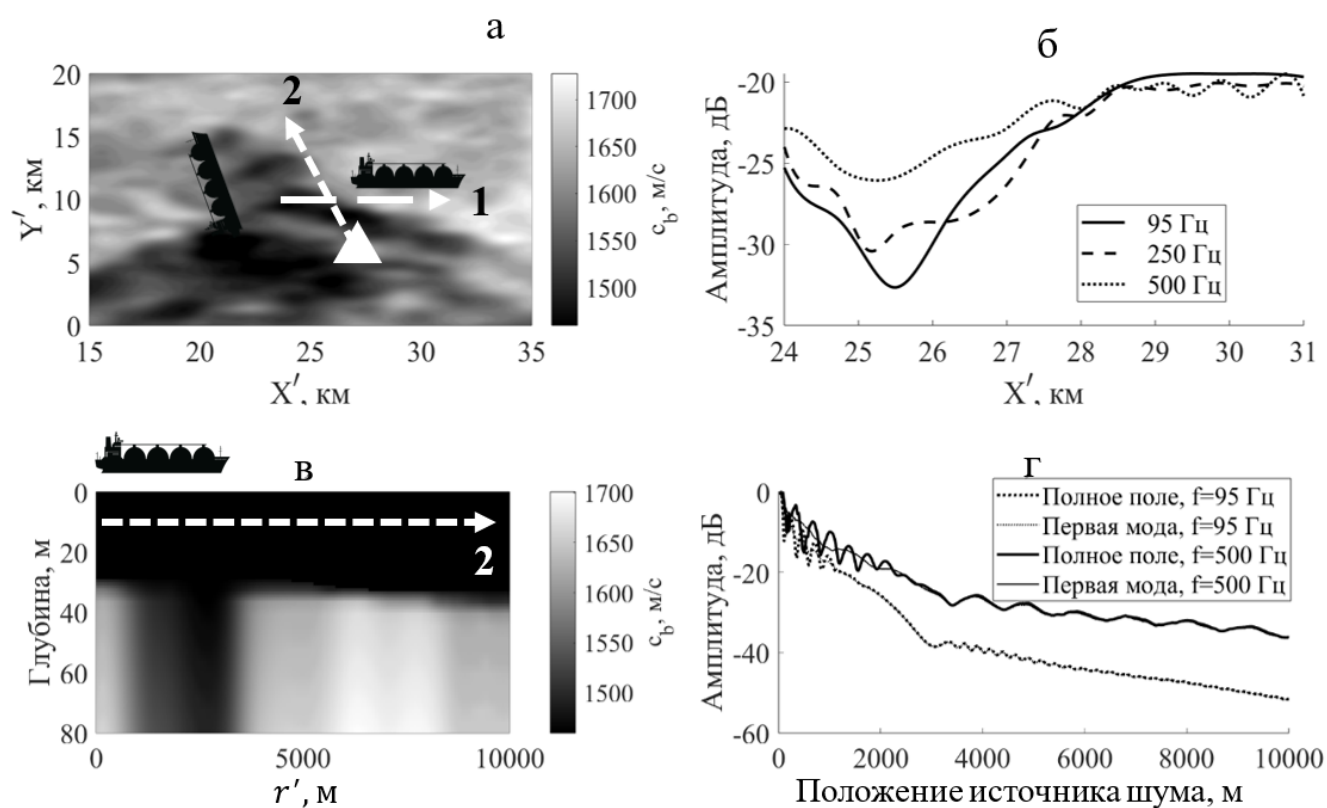 а
20
15
10
5
0
Y′, км
15 20 25 30 35
X′, км
2
1
1700
1600
1500
c_b, м/с
б
-20
-25
-30
-35
Амплитуда, дБ
95 Гц
250 Гц
500 Гц
24 25 26 27 28 29 30 31
X′, км
в
0
20
40
60
80
Глубина, м
2
0 5000 10000
r′, м
1700
1650
1600
1550
1500
c_b, м/с
г
0
-20
-40
-60
Амплитуда, дБ
Полное поле, f=95 Гц
Первая мода, f=95 Гц
Полное поле, f=500 Гц
Первая мода, f=500 Гц
0 2000 4000 6000 8000 10000
Положение источника шума, м